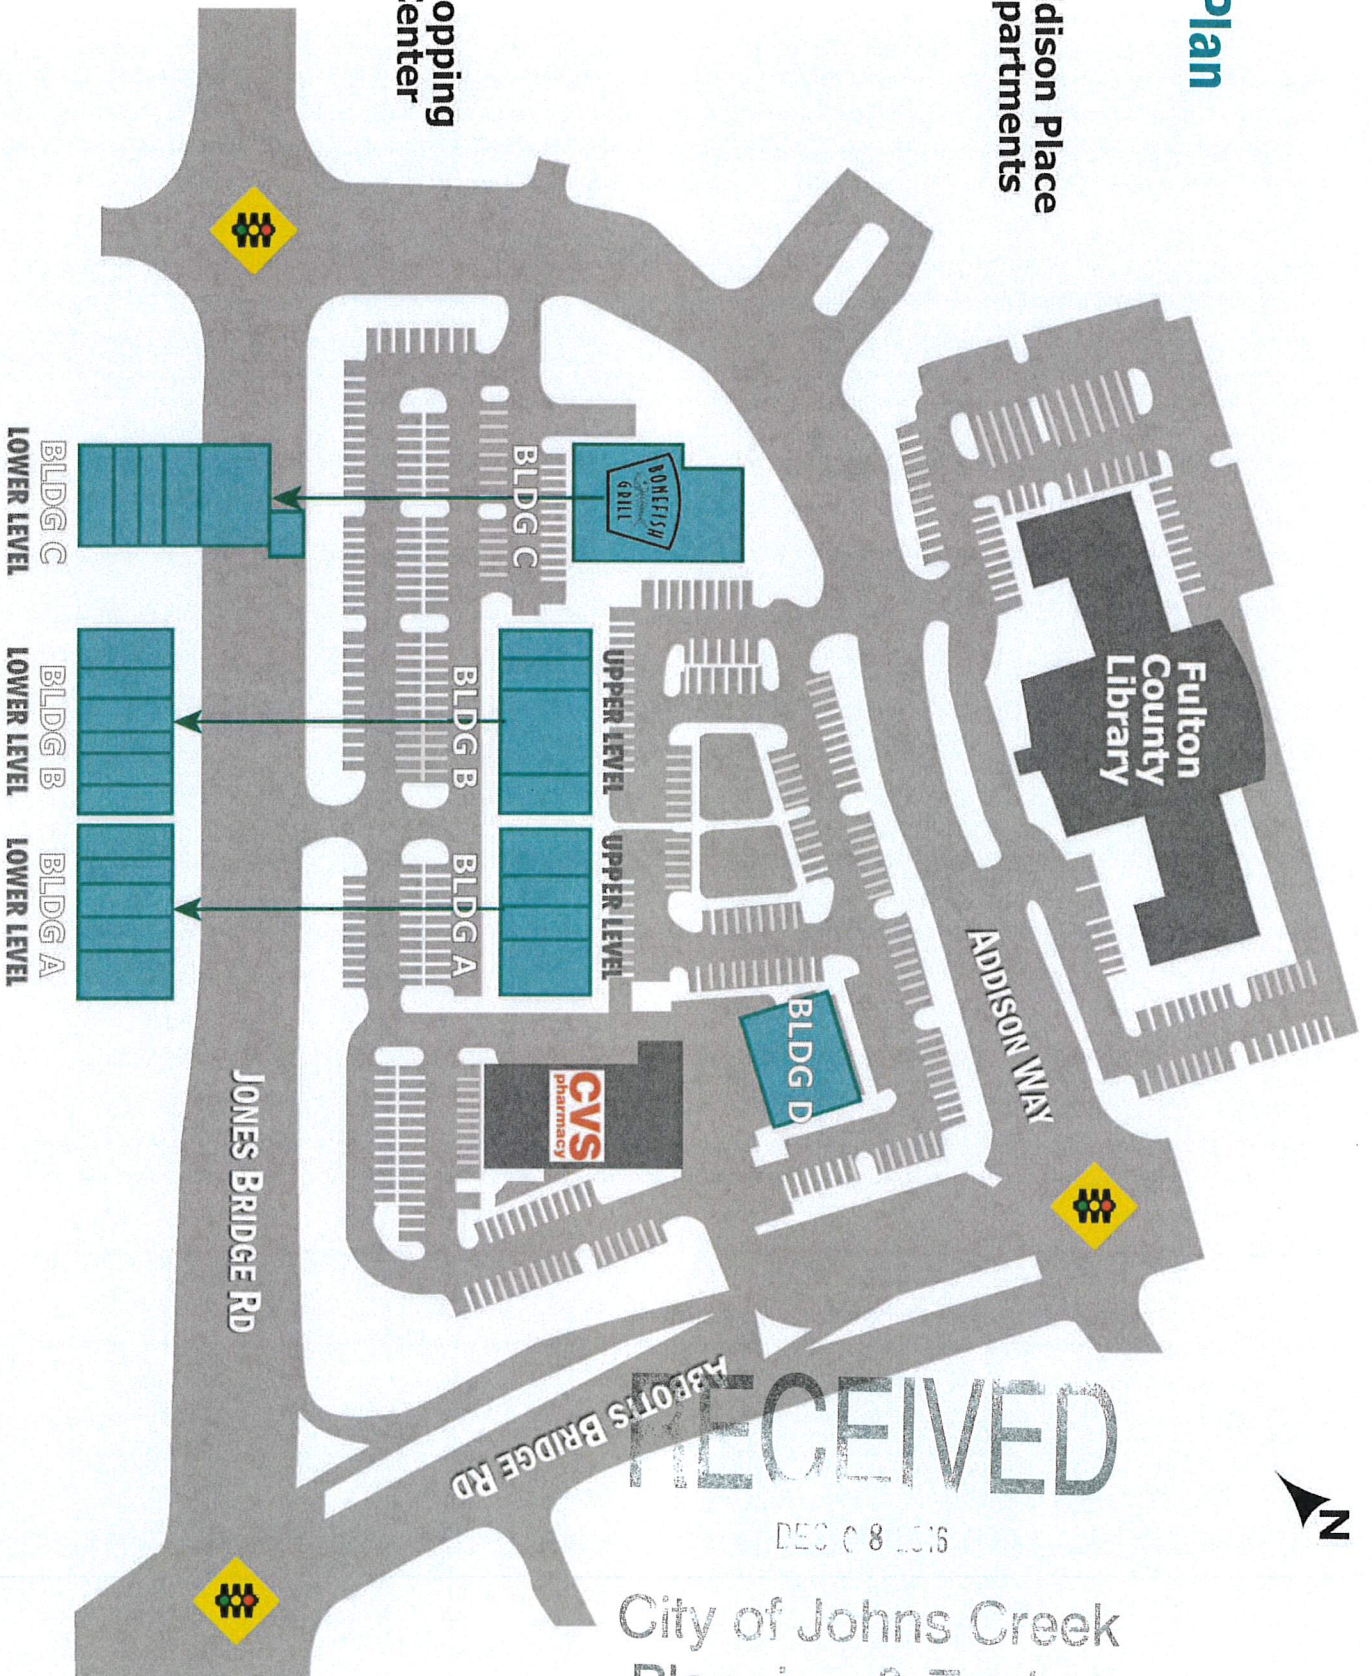 Plan
dison Place
partments
opping
enter
Fulton
County
Library
BONEFISH
GRILL
BLDG C
BLDG B
BLDG A
UPPER LEVEL
UPPER LEVEL
BLDG D
CVS
pharmacy
ADDISON WAY
JONES BRIDGE RD
ABBOTTS BRIDGE RD
BLDG C
LOWER LEVEL
BLDG B
LOWER LEVEL
BLDG A
LOWER LEVEL
N
RECEIVED
DEC 08 2016
City of Johns Creek